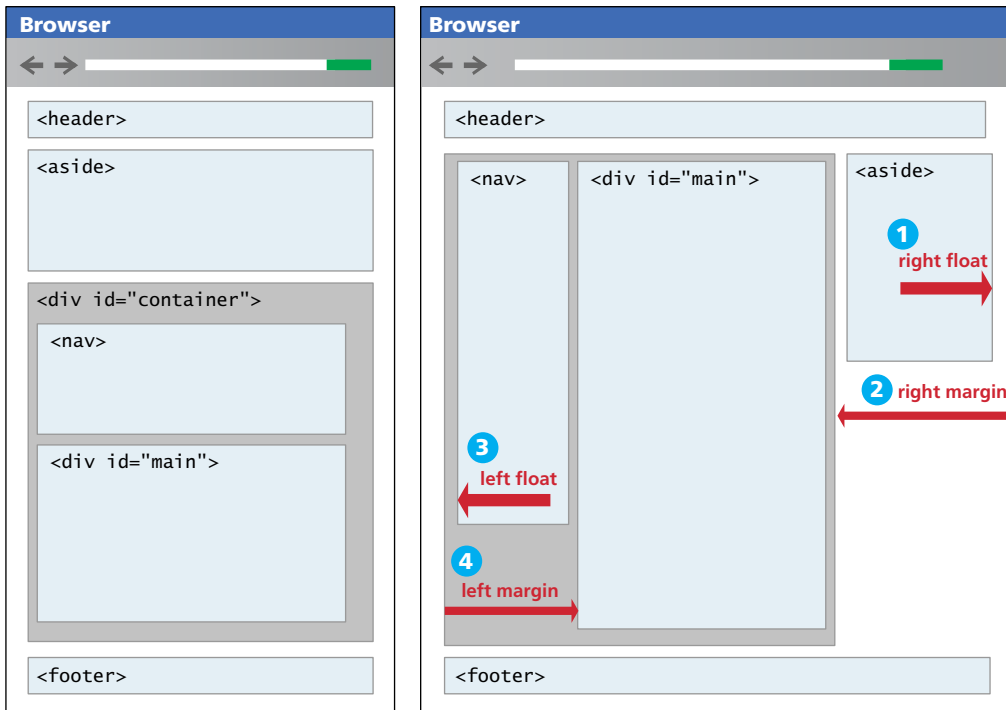 Browser
<header>
<aside>
<div id="container">
<nav>
<div id="main">
<footer>
Browser
<header>
<nav>
<div id="main">
<aside>
1
right float
2 right margin
3
left float
4
left margin
<footer>